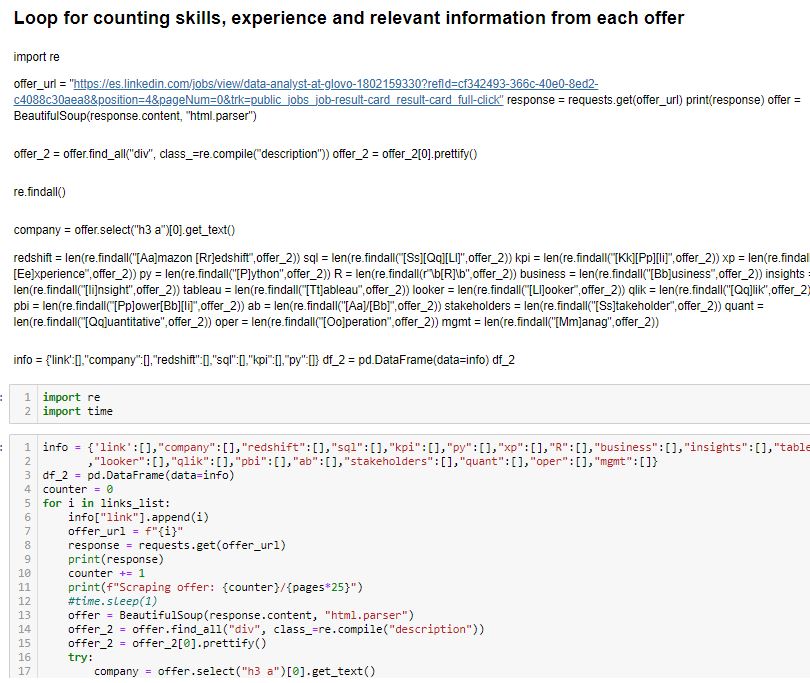 Loop for counting skills, experience and relevant information from each offer
import re
offer_url = "https://es.linkedin.com/jobs/view/data-analyst-at-glovo-1802159330?refId=cf342493-366c-40e0-8ed2-
c4088c30aea8&position=4&pageNum=0&trk=public_jobs_job-result-card_result-card_full-click" response = requests.get(offer_url) print(response) offer =
BeautifulSoup(response.content, "html.parser")
offer_2 = offer.find_all("div", class_=re.compile("description")) offer_2 = offer_2[0].prettify()
re.findall()
company = offer.select("h3 a")[0].get_text()
redshift = len(re.findall("[Aa]mazon [Rr]edshift",offer_2)) sql = len(re.findall("[Ss][Qq][Ll]",offer_2)) kpi = len(re.findall("[Kk][Pp][Ii]",offer_2)) xp = len(re.findal
[Ee]xperience",offer_2)) py = len(re.findall("[P]ython",offer_2)) R = len(re.findall(r"\b[R]\b",offer_2)) business = len(re.findall("[Bb]usiness",offer_2)) insights =
len(re.findall("[Ii]nsight",offer_2)) tableau = len(re.findall("[Tt]ableau",offer_2)) looker = len(re.findall("[Ll]ooker",offer_2)) qlik = len(re.findall("[Qq]lik",offer_2)
pbi = len(re.findall("[Pp]ower[Bb][Ii]",offer_2)) ab = len(re.findall("[Aa]/[Bb]",offer_2)) stakeholders = len(re.findall("[Ss]takeholder",offer_2)) quant =
len(re.findall("[Qq]uantitative",offer_2)) oper = len(re.findall("[Oo]peration",offer_2)) mgmt = len(re.findall("[Mm]anag",offer_2))
info = {'link':[],"company":[],"redshift":[],"sql":[],"kpi":[],"py":[]} df_2 = pd.DataFrame(data=info) df_2
: 1 import re
2 import time
: 1 info = {'link':[],"company":[],"redshift":[],"sql":[],"kpi":[],"py":[],"xp":[],"R":[],"business":[],"insights":[],"table
2 ,"looker":[],"qlik":[],"pbi":[],"ab":[],"stakeholders":[],"quant":[],"oper":[],"mgmt":[]}
3 df_2 = pd.DataFrame(data=info)
4 counter = 0
5 for i in links_list:
6 info["link"].append(i)
7 offer_url = f"{i}"
8 response = requests.get(offer_url)
9 print(response)
10 counter += 1
11 print(f"Scraping offer: {counter}/{pages*25}")
12 #time.sleep(1)
13 offer = BeautifulSoup(response.content, "html.parser")
14 offer_2 = offer.find_all("div", class_=re.compile("description"))
15 offer_2 = offer_2[0].prettify()
16 try:
17 company = offer.select("h3 a")[0].get_text()